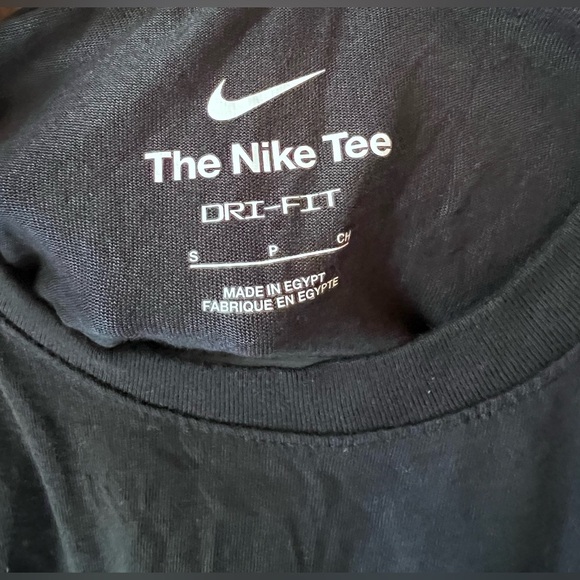 The Nike Tee
DRI-FIT
S P CH
MADE IN EGYPT
FABRIQUE EN EGYPTE